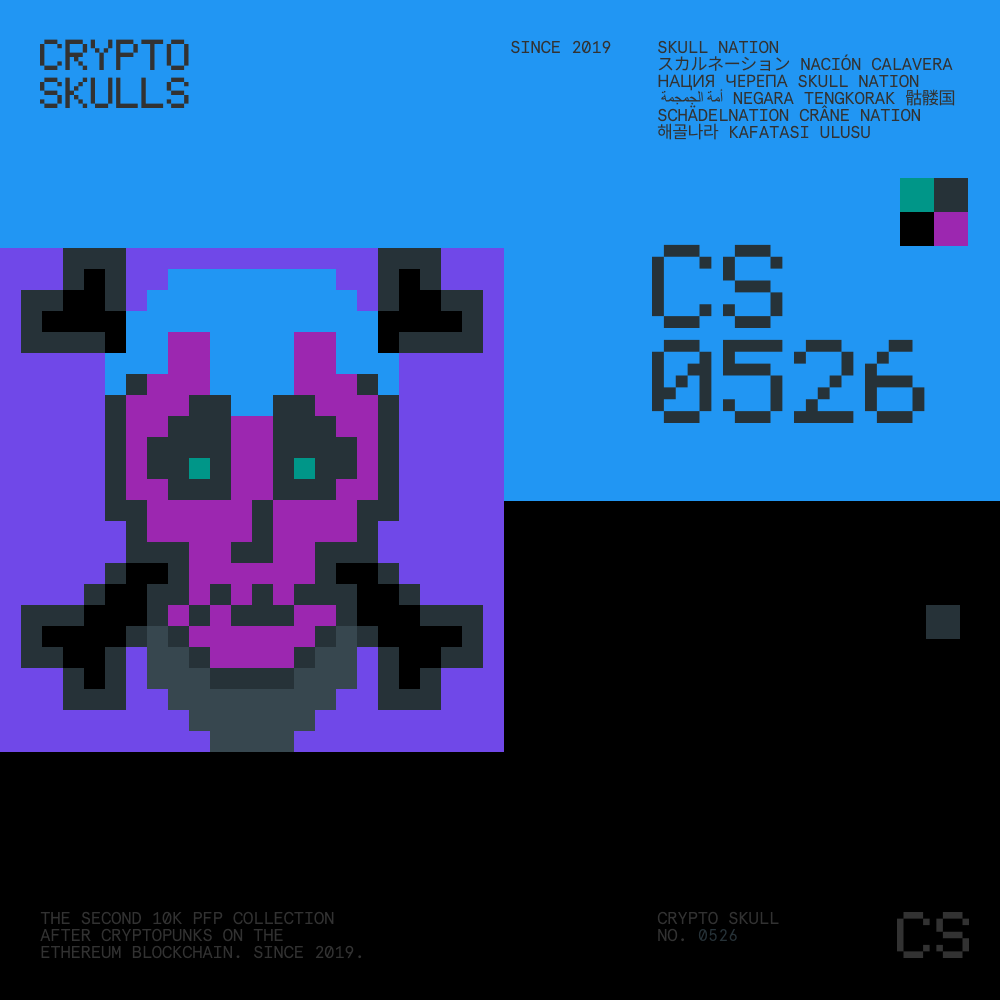 CRYPTO
SKULLS
SINCE 2019
SKULL NATION
スカルネーション NACIÓN CALAVERA
НАЦИЯ ЧЕРЕПА SKULL NATION
أمة الجمجمة NEGARA TENGKORAK 骷髅国
SCHÄDELNATION CRÂNE NATION
해골나라 KAFATASI ULUSU
CS
0526
THE SECOND 10K PFP COLLECTION
AFTER CRYPTOPUNKS ON THE
ETHEREUM BLOCKCHAIN. SINCE 2019.
CRYPTO SKULL
NO. 0526
CS